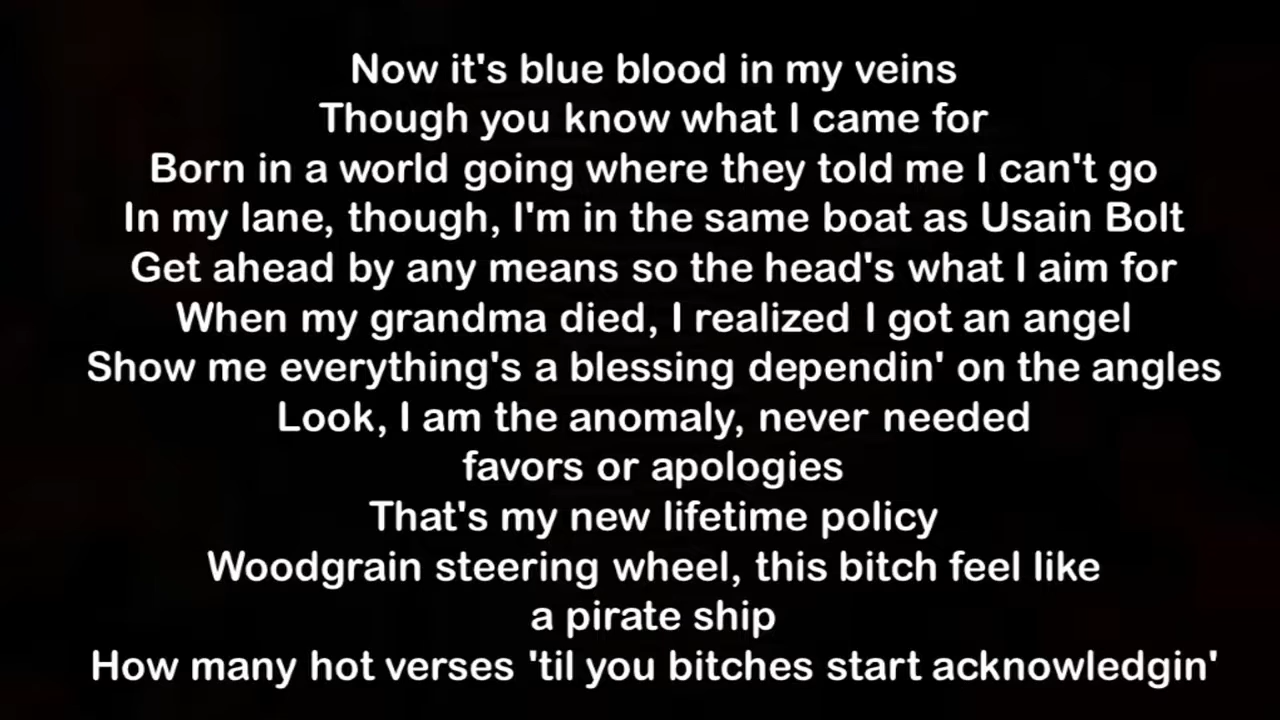 Now it's blue blood in my veins
Though you know what I came for
Born in a world going where they told me I can't go
In my lane, though, I'm in the same boat as Usain Bolt
Get ahead by any means so the head's what I aim for
When my grandma died, I realized I got an angel
Show me everything's a blessing dependin' on the angles
Look, I am the anomaly, never needed
favors or apologies
That's my new lifetime policy
Woodgrain steering wheel, this bitch feel like
a pirate ship
How many hot verses 'til you bitches start acknowledgin'